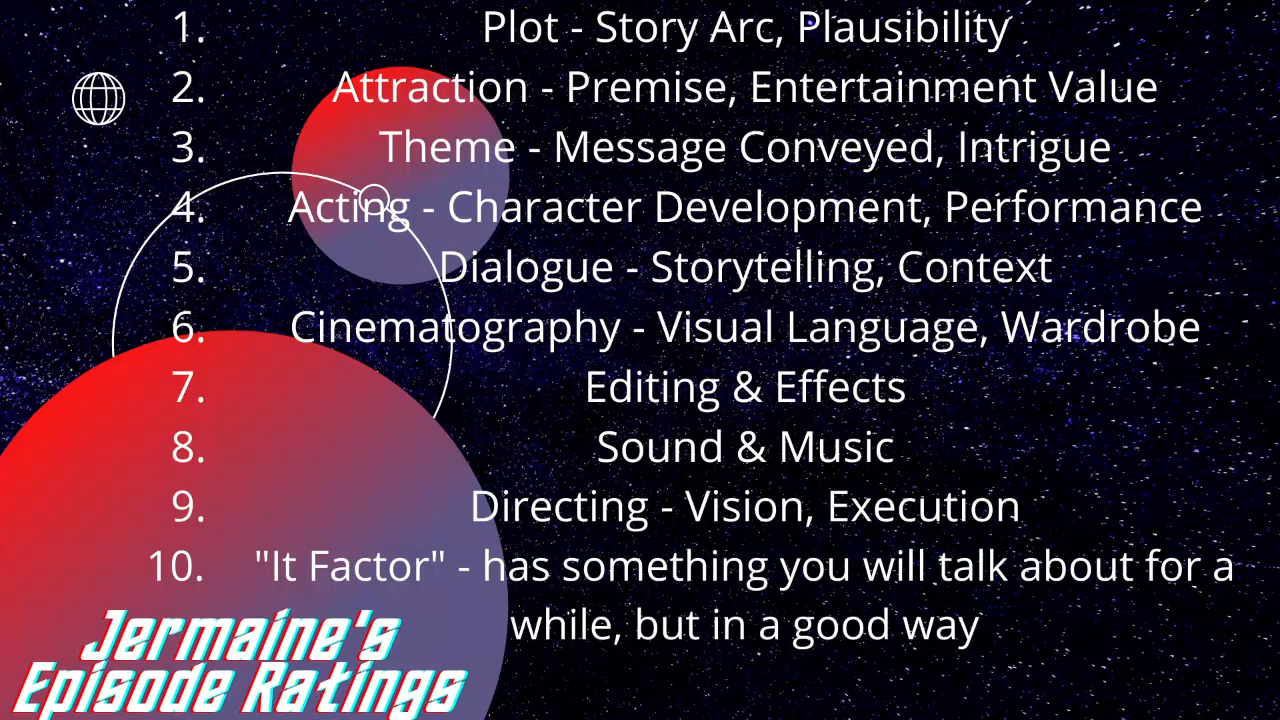 1. Plot - Story Arc, Plausibility
2. Attraction - Premise, Entertainment Value
3. Theme - Message Conveyed, Intrigue
4. Acting - Character Development, Performance
5. Dialogue - Storytelling, Context
6. Cinematography - Visual Language, Wardrobe
7. Editing & Effects
8. Sound & Music
9. Directing - Vision, Execution
10. "It Factor" - has something you will talk about for a
while, but in a good way
Jermaine's
Episode Ratings